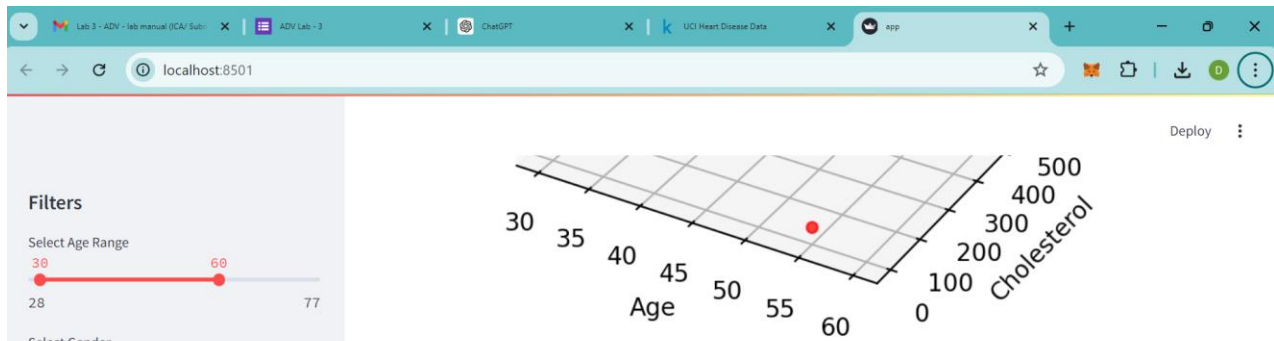 Lab 3 - ADV - lab manual (ICA/ Sub
ADV Lab - 3
ChatGPT
UCI Heart Disease Data
app
localhost:8501
D
Deploy
Filters
Select Age Range
30 60
28 77
30 35 40 45 50 55 60
Age
0 100 200 300 400 500
Cholesterol